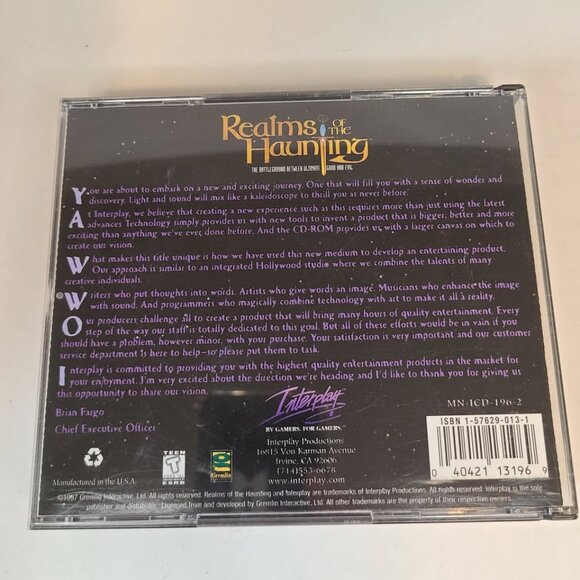 Realms OF THE Haunting
THE BATTLEGROUND BETWEEN ULTIMATE GOOD AND EVIL
You are about to embark on a new and exciting journey. One that will fill you with a sense of wonder and
discovery. Light and sound will mix like a kaleidoscope to thrill you as never before.
At Interplay, we believe that creating a new experience such as this requires more than just using the latest
advances Technology simply provides us with new tools to invent a product that is bigger, better and more
exciting than anything we've ever done before. And the CD-ROM provides us with a larger canvas on which to
create our vision.
What makes this title unique is how we have used this new medium to develop an entertaining product.
Our approach is similar to an integrated Hollywood studio where we combine the talents of many
creative individuals.
Writers who put thoughts into words. Artists who give words an image. Musicians who enhance the image
with sound. And programmers who magically combine technology with art to make it all a reality.
Our producers challenge all to create a product that will bring many hours of quality entertainment. Every
step of the way our staff is totally dedicated to this goal. But all of these efforts would be in vain if you
should have a problem, however minor, with your purchase. Your satisfaction is very important and our customer
service department is here to help-so please put them to task.
Interplay is committed to providing you with the highest quality entertainment products in the market for
your enjoyment. I'm very excited about the direction we're heading and I'd like to thank you for giving us
this opportunity to share our vision.
Brian Fargo
Chief Executive Officer
Interplay
BY GAMERS. FOR GAMERS.
Interplay Productions
16815 Von Karman Avenue
Irvine, CA 92606
(714)553-6678
www.interplay.com
MN-ICD-196-2
ISBN 1-57629-013-1
0 40421 13196 9
TEEN
T
ESRB
Manufactured in the U.S.A.
©1997 Gremlin Interactive, Ltd. All rights reserved. Realms of the Haunting and Interplay are trademarks of Interplay Productions. All rights reserved. Interplay is the sole
publisher and distributor. Licensed from and developed by Gremlin Interactive, Ltd. All other trademarks are the property of their respective owners.